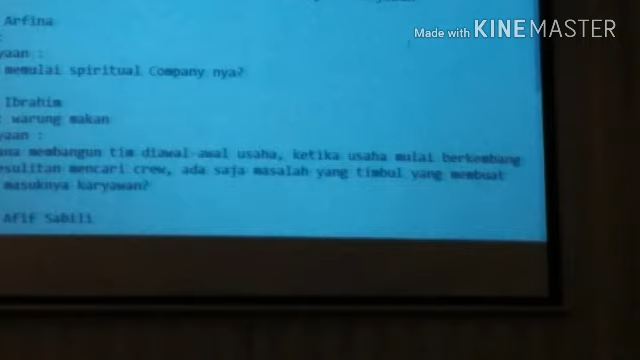 Made with KINEMASTER
Arfina
:
yaan :
memulai spiritual Company nya?
Ibrahim
: warung makan
yaan :
ana membangun tim diawal-awal usaha, ketika usaha mulai berkembang
esulitan mencari crew, ada saja masalah yang timbul yang membuat
masuknya karyawan?
Afif Sabili